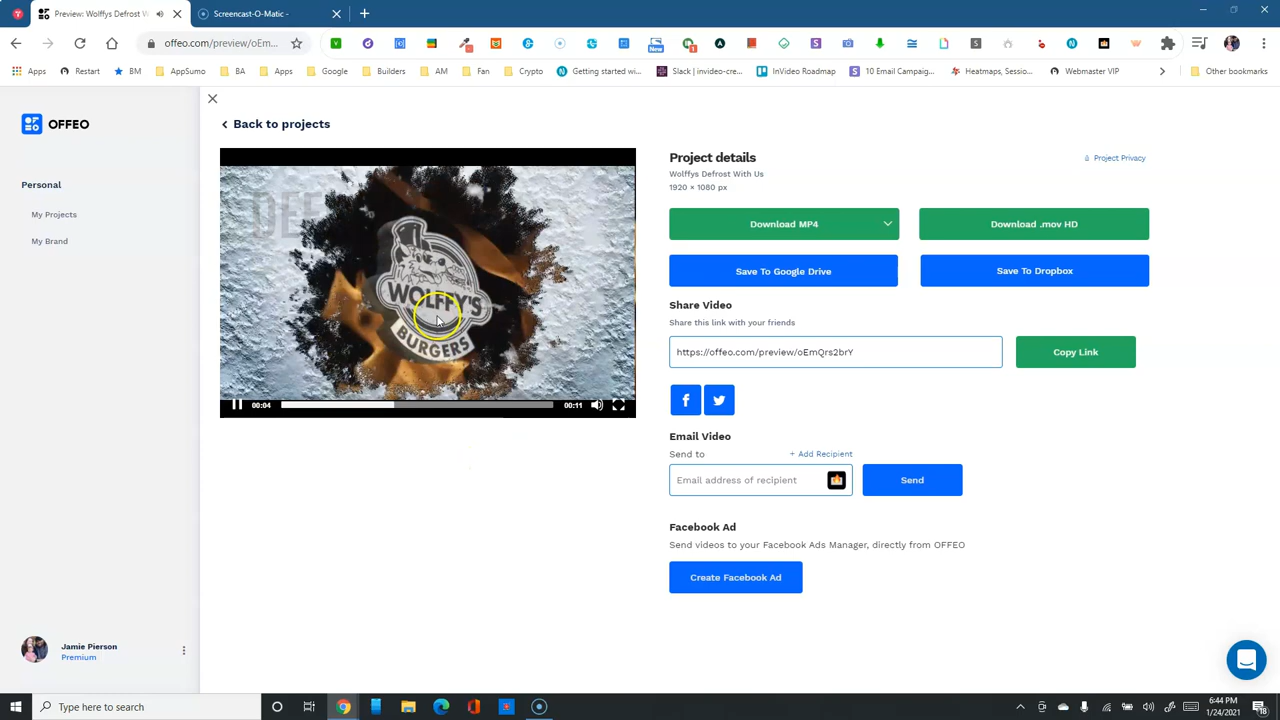 Preview: Wolffys Defrost W
Screencast-O-Matic -
offeo.com/preview/oEm...
New
1
Apps
Restart
BM
AppSumo
BA
Apps
Google
Builders
AM
Fan
Crypto
Getting started wi...
Slack | invideo-cre...
InVideo Roadmap
10 Email Campaig...
Heatmaps, Sessio...
Webmaster VIP
Other bookmarks
OFFEO
Personal
My Projects
My Brand
Jamie Pierson
Premium
Back to projects
OFF
WOLFFY'S
BURGERS
00:04
00:11
Project details
Project Privacy
Wolffys Defrost With Us
1920 × 1080 px
Download MP4
Download .mov HD
Save To Google Drive
Save To Dropbox
Share Video
Share this link with your friends
https://offeo.com/preview/oEmQrs2brY
Copy Link
Email Video
Send to
+ Add Recipient
Email address of recipient
Send
Facebook Ad
Send videos to your Facebook Ads Manager, directly from OFFEO
Create Facebook Ad
Type here to search
6:44 PM
1/24/2021
18